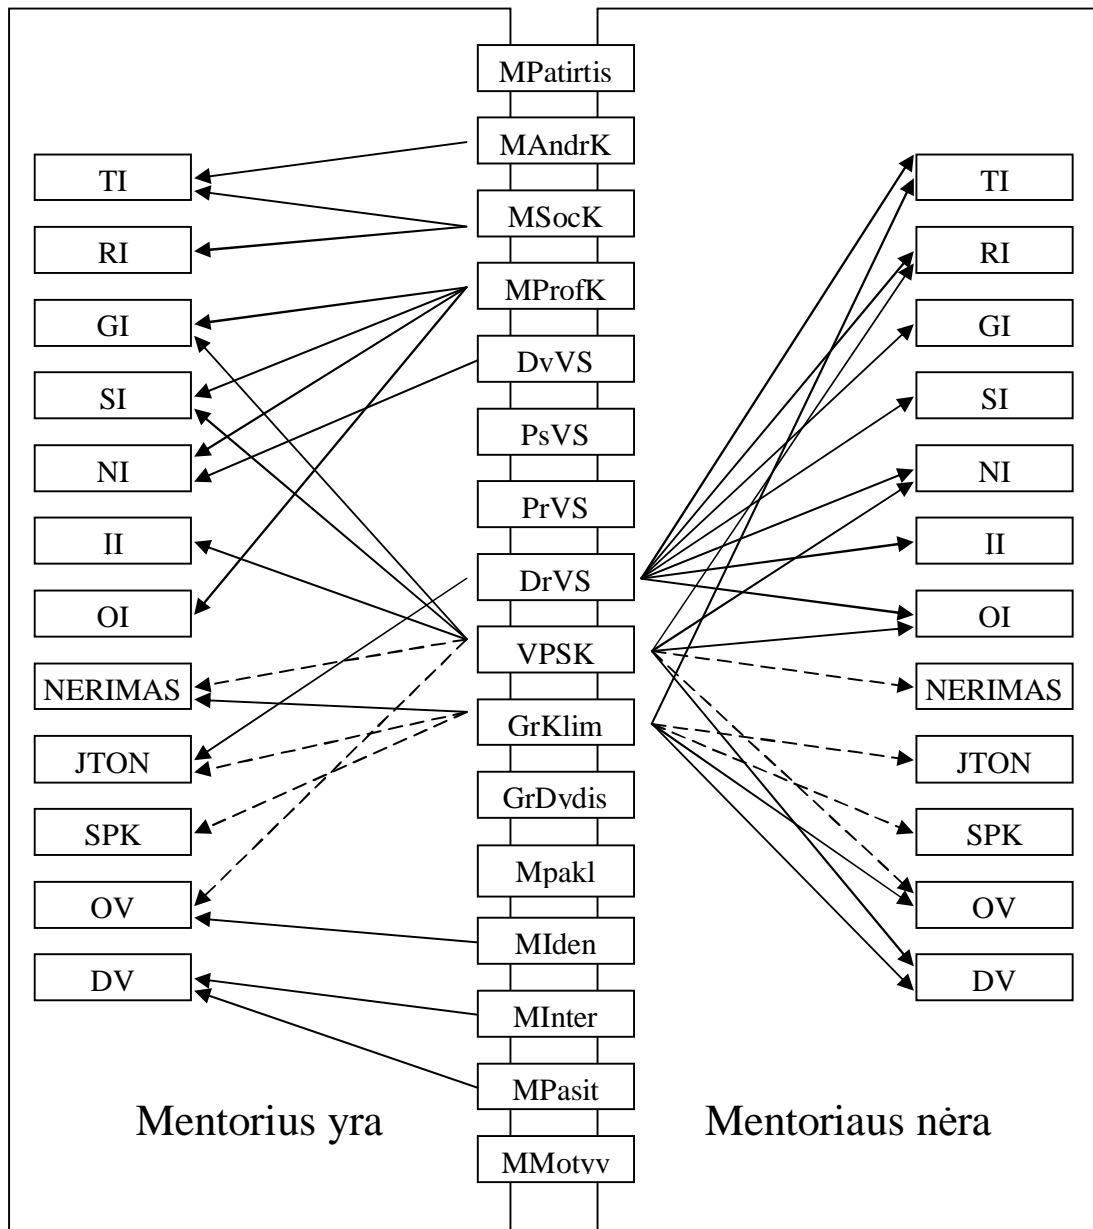 MPatirtis
MAndrK
MSocK
MProfK
DvVS
PsVS
PrVS
DrVS
VPSK
GrKlim
GrDydis
Mpakl
MIden
MInter
MPasit
MMotyv
TI
RI
GI
SI
NI
II
OI
NERIMAS
JTON
SPK
OV
DV
Mentorius yra
TI
RI
GI
SI
NI
II
OI
NERIMAS
JTON
SPK
OV
DV
Mentoriaus nėra